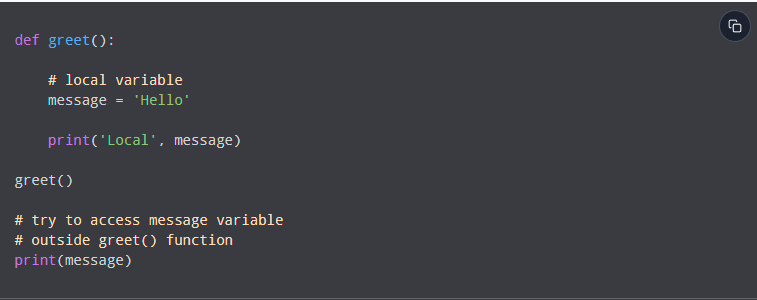 def greet():
    # local variable
    message = 'Hello'
    print('Local', message)
greet()
# try to access message variable
# outside greet() function
print(message)